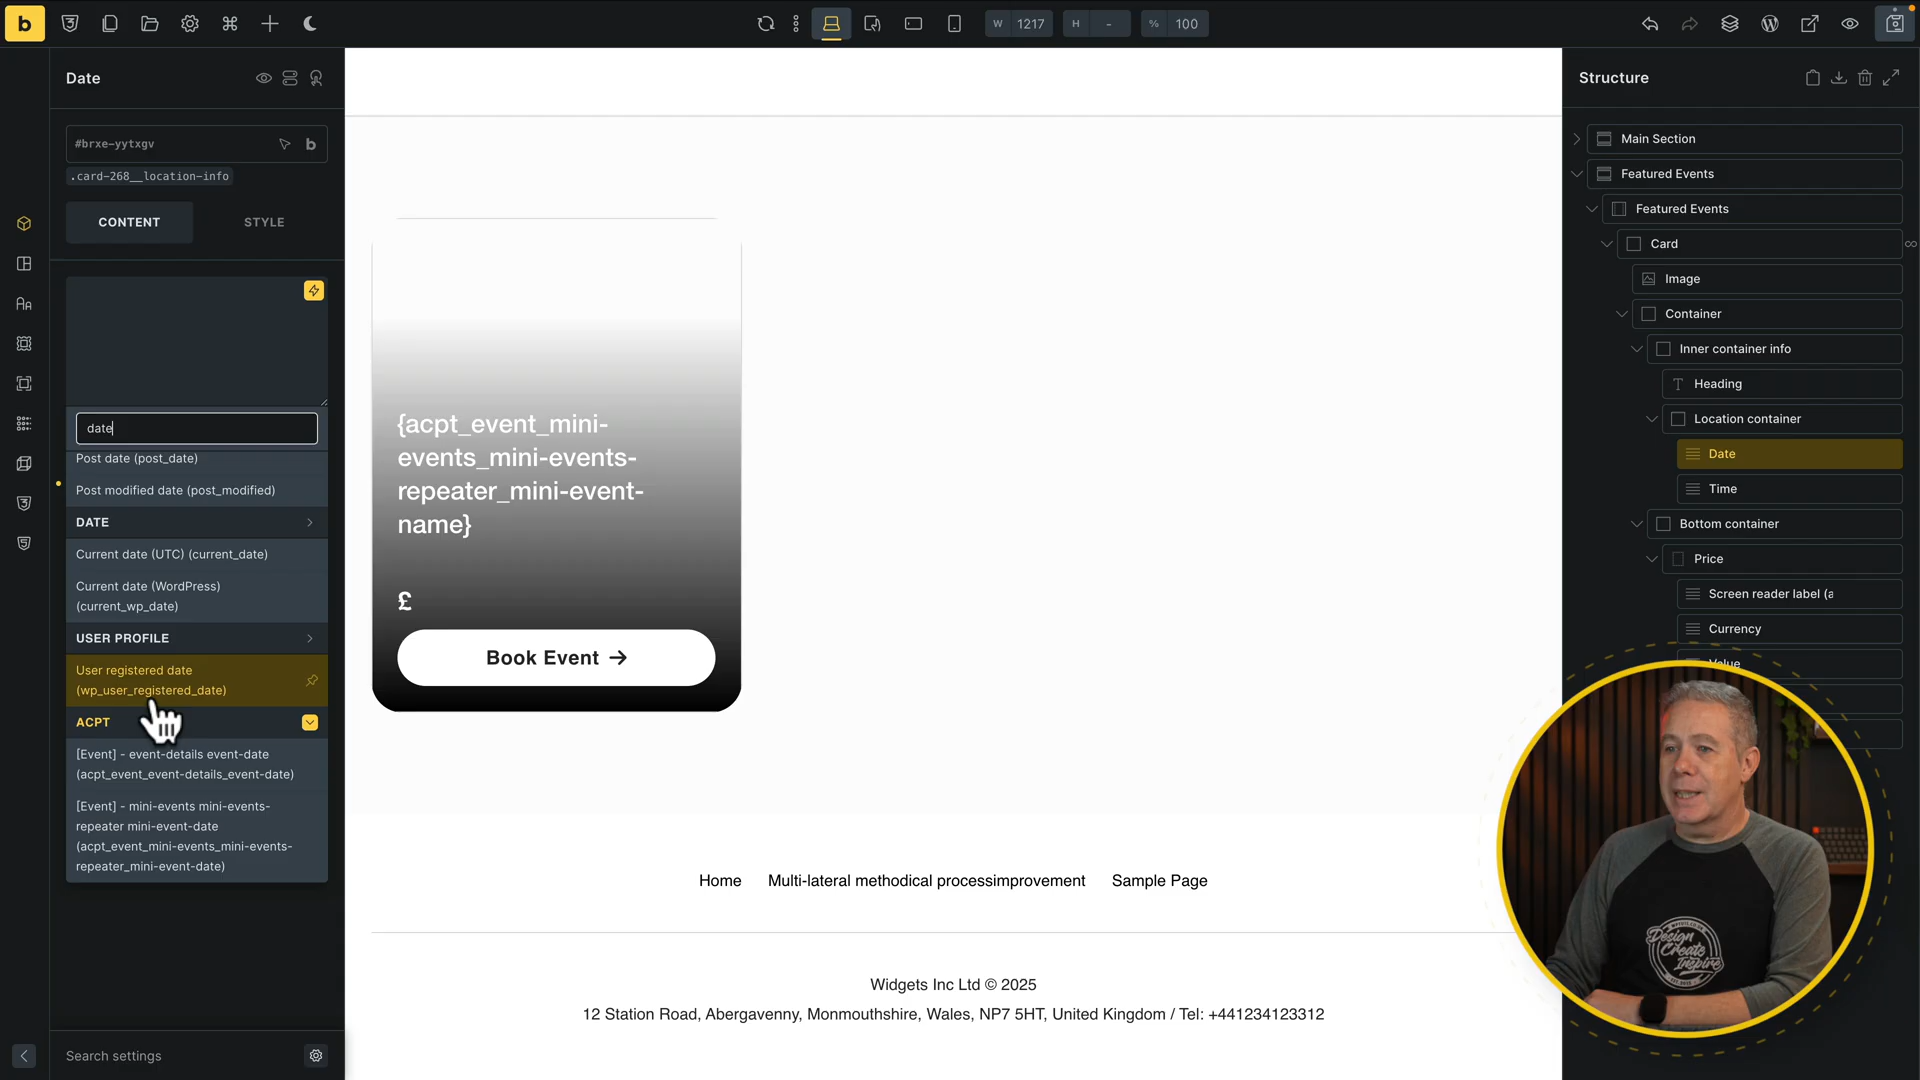 b
W 1217
H -
% 100
Date
#brxe-yytxgv
b
.card-268__location-info
CONTENT
STYLE
date
Post date (post_date)
Post modified date (post_modified)
DATE
Current date (UTC) (current_date)
Current date (WordPress)
(current_wp_date)
USER PROFILE
User registered date
(wp_user_registered_date)
ACPT
[Event] - event-details event-date
(acpt_event_event-details_event-date)
[Event] - mini-events mini-events-
repeater mini-event-date
(acpt_event_mini-events_mini-events-
repeater_mini-event-date)
Search settings
{acpt_event_mini-
events_mini-events-
repeater_mini-event-
name}
£
Book Event →
Home
Multi-lateral methodical processimprovement
Sample Page
Widgets Inc Ltd © 2025
12 Station Road, Abergavenny, Monmouthshire, Wales, NP7 5HT, United Kingdom / Tel: +441234123312
Structure
Main Section
Featured Events
Featured Events
Card
Image
Container
Inner container info
Heading
Location container
Date
Time
Bottom container
Price
Screen reader label (a
Currency
Value
Design
Create
Inspire